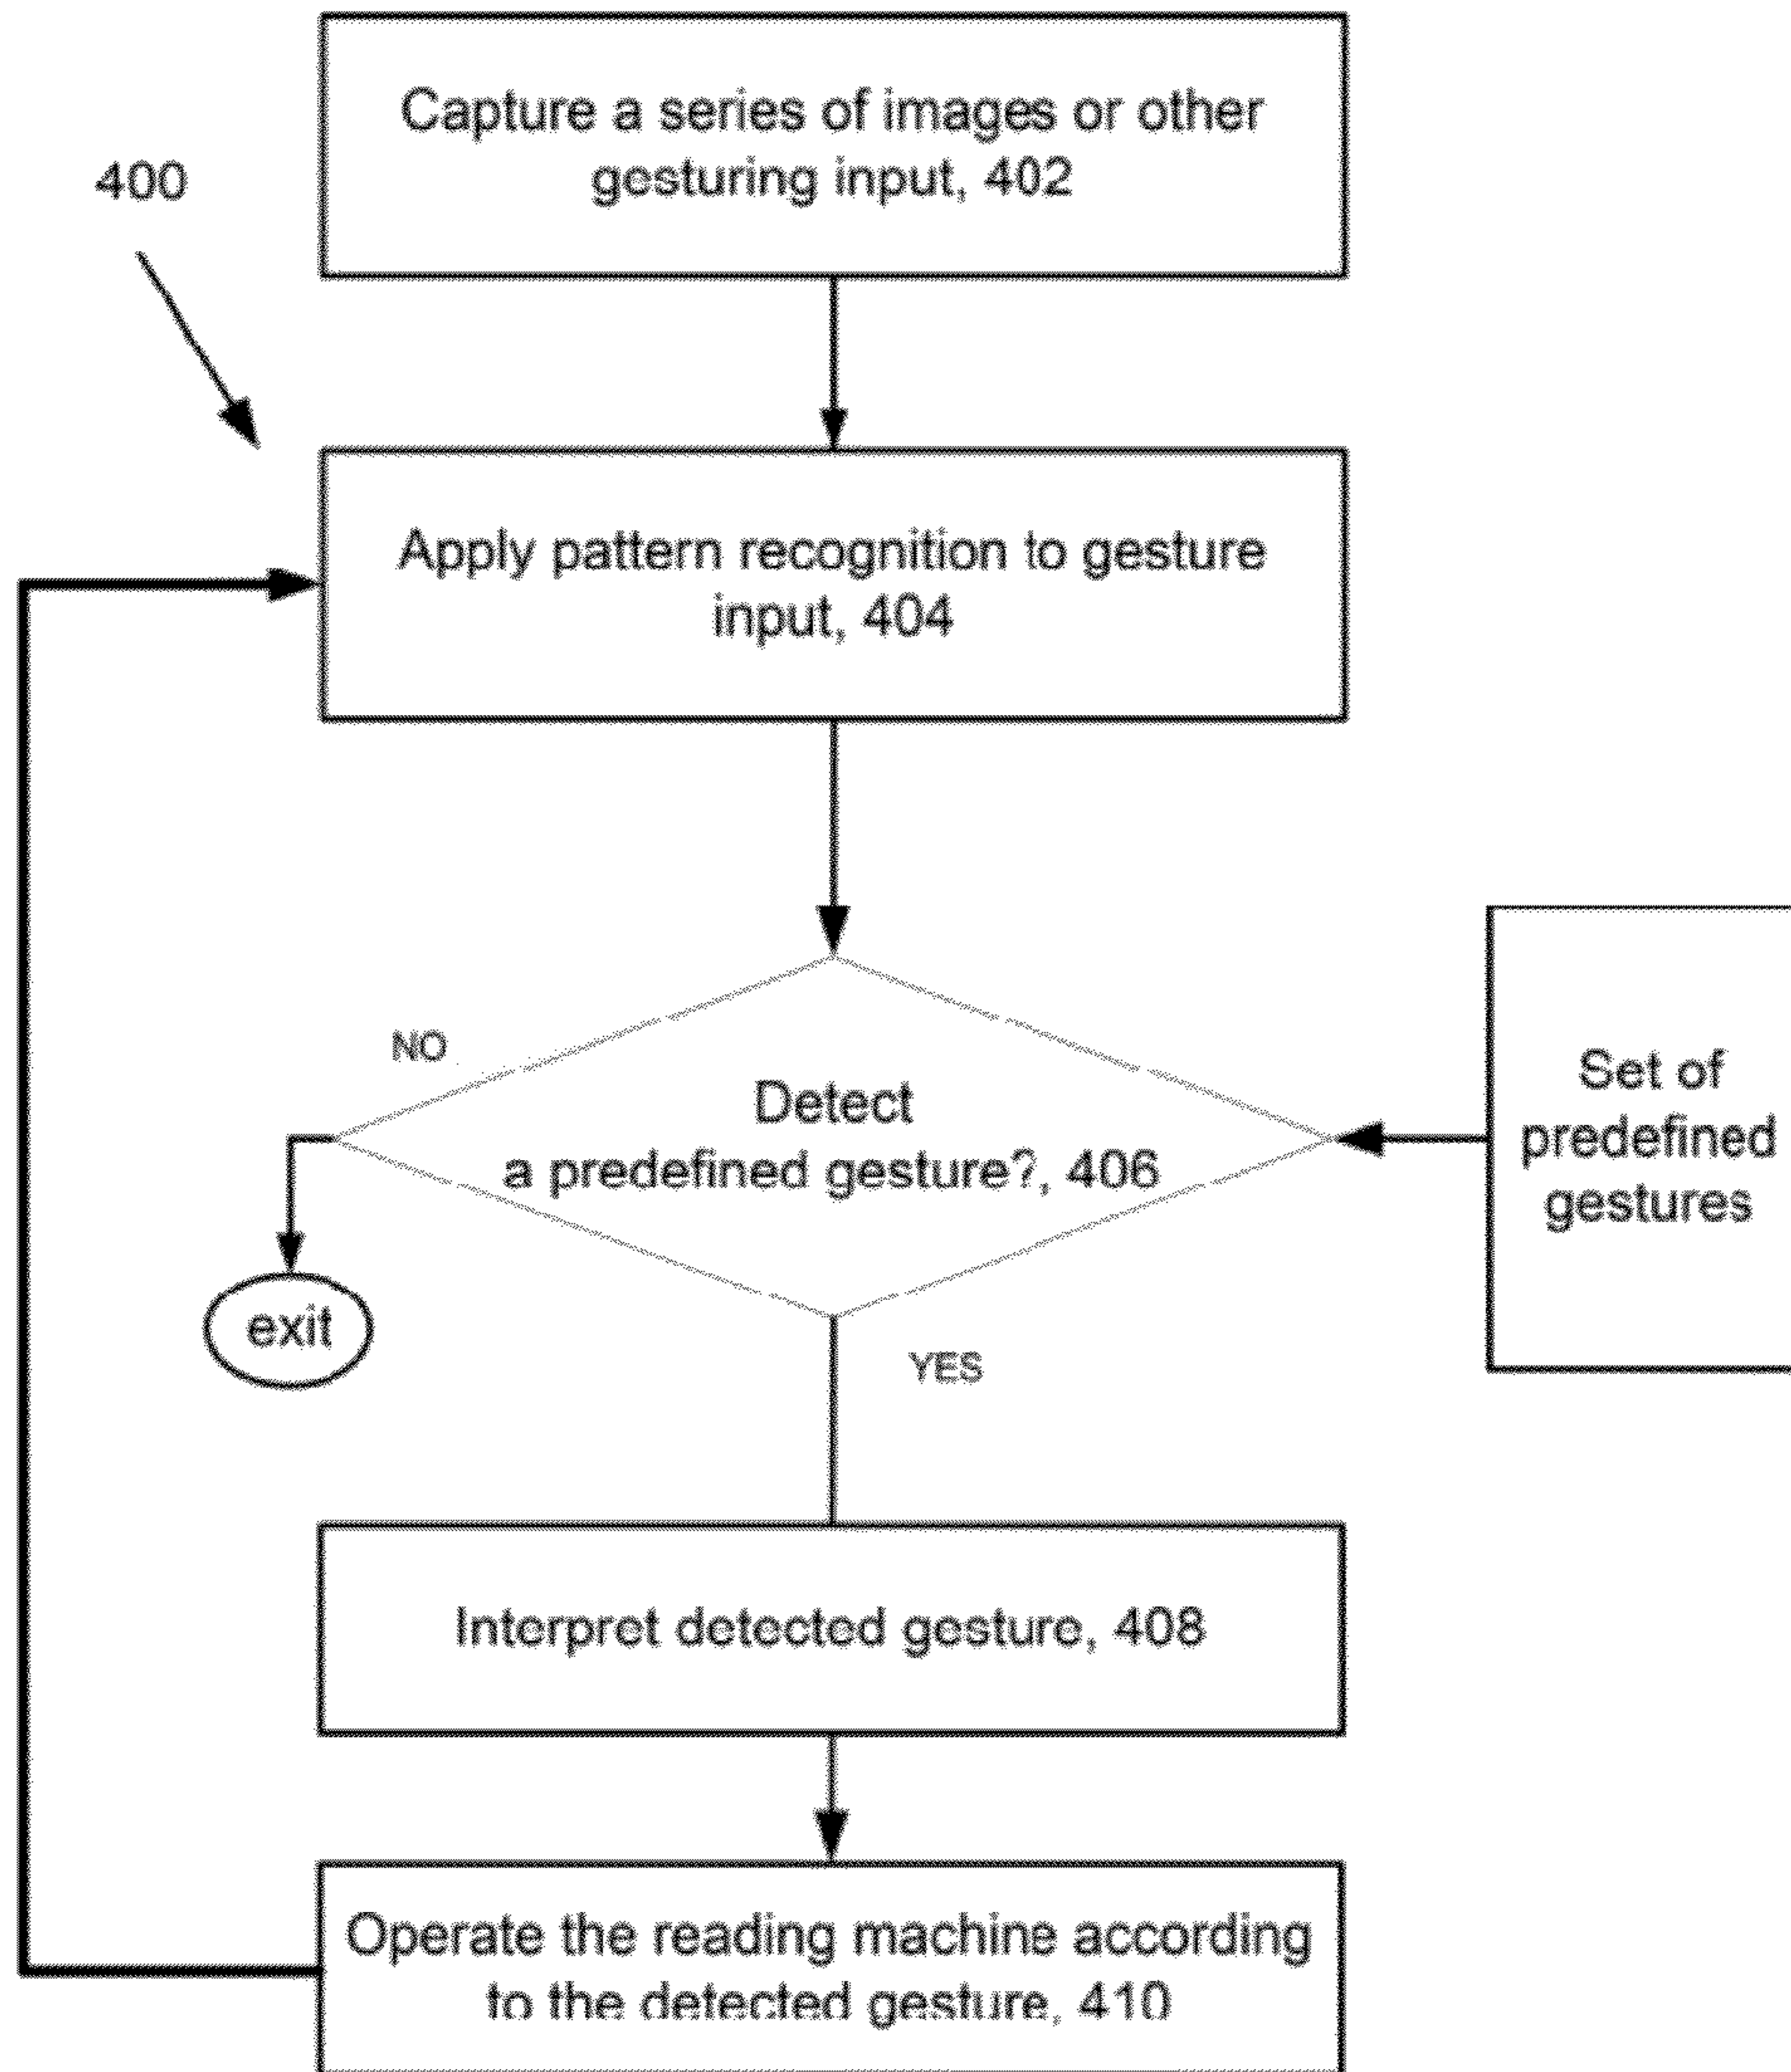 Capture a series of images or other
gesturing input, 402
400
Apply pattern recognition to gesture
input, 404
NO
Detect
a predefined gesture?, 406
Set of
predefined
gestures
exit
YES
Interpret detected gesture, 408
Operate the reading machine according
to the detected gesture, 410